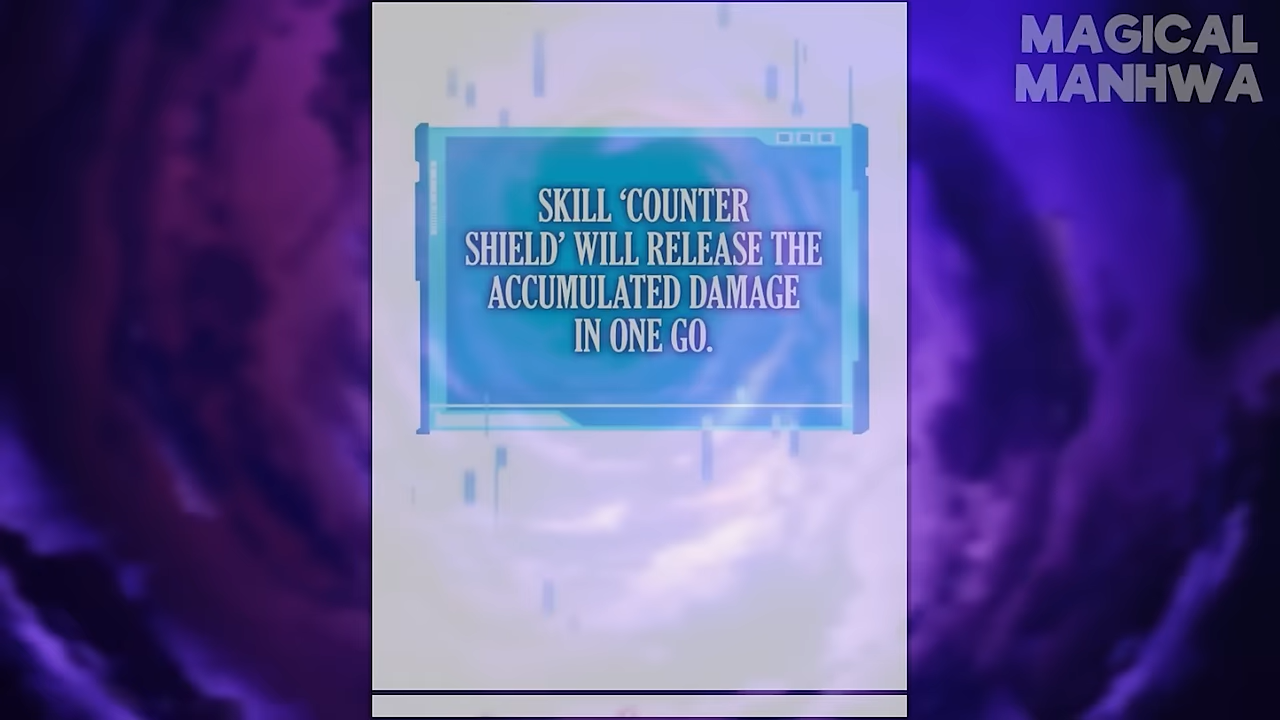 MAGICAL
MANHWA
SKILL ‘COUNTER
SHIELD’ WILL RELEASE THE
ACCUMULATED DAMAGE
IN ONE GO.